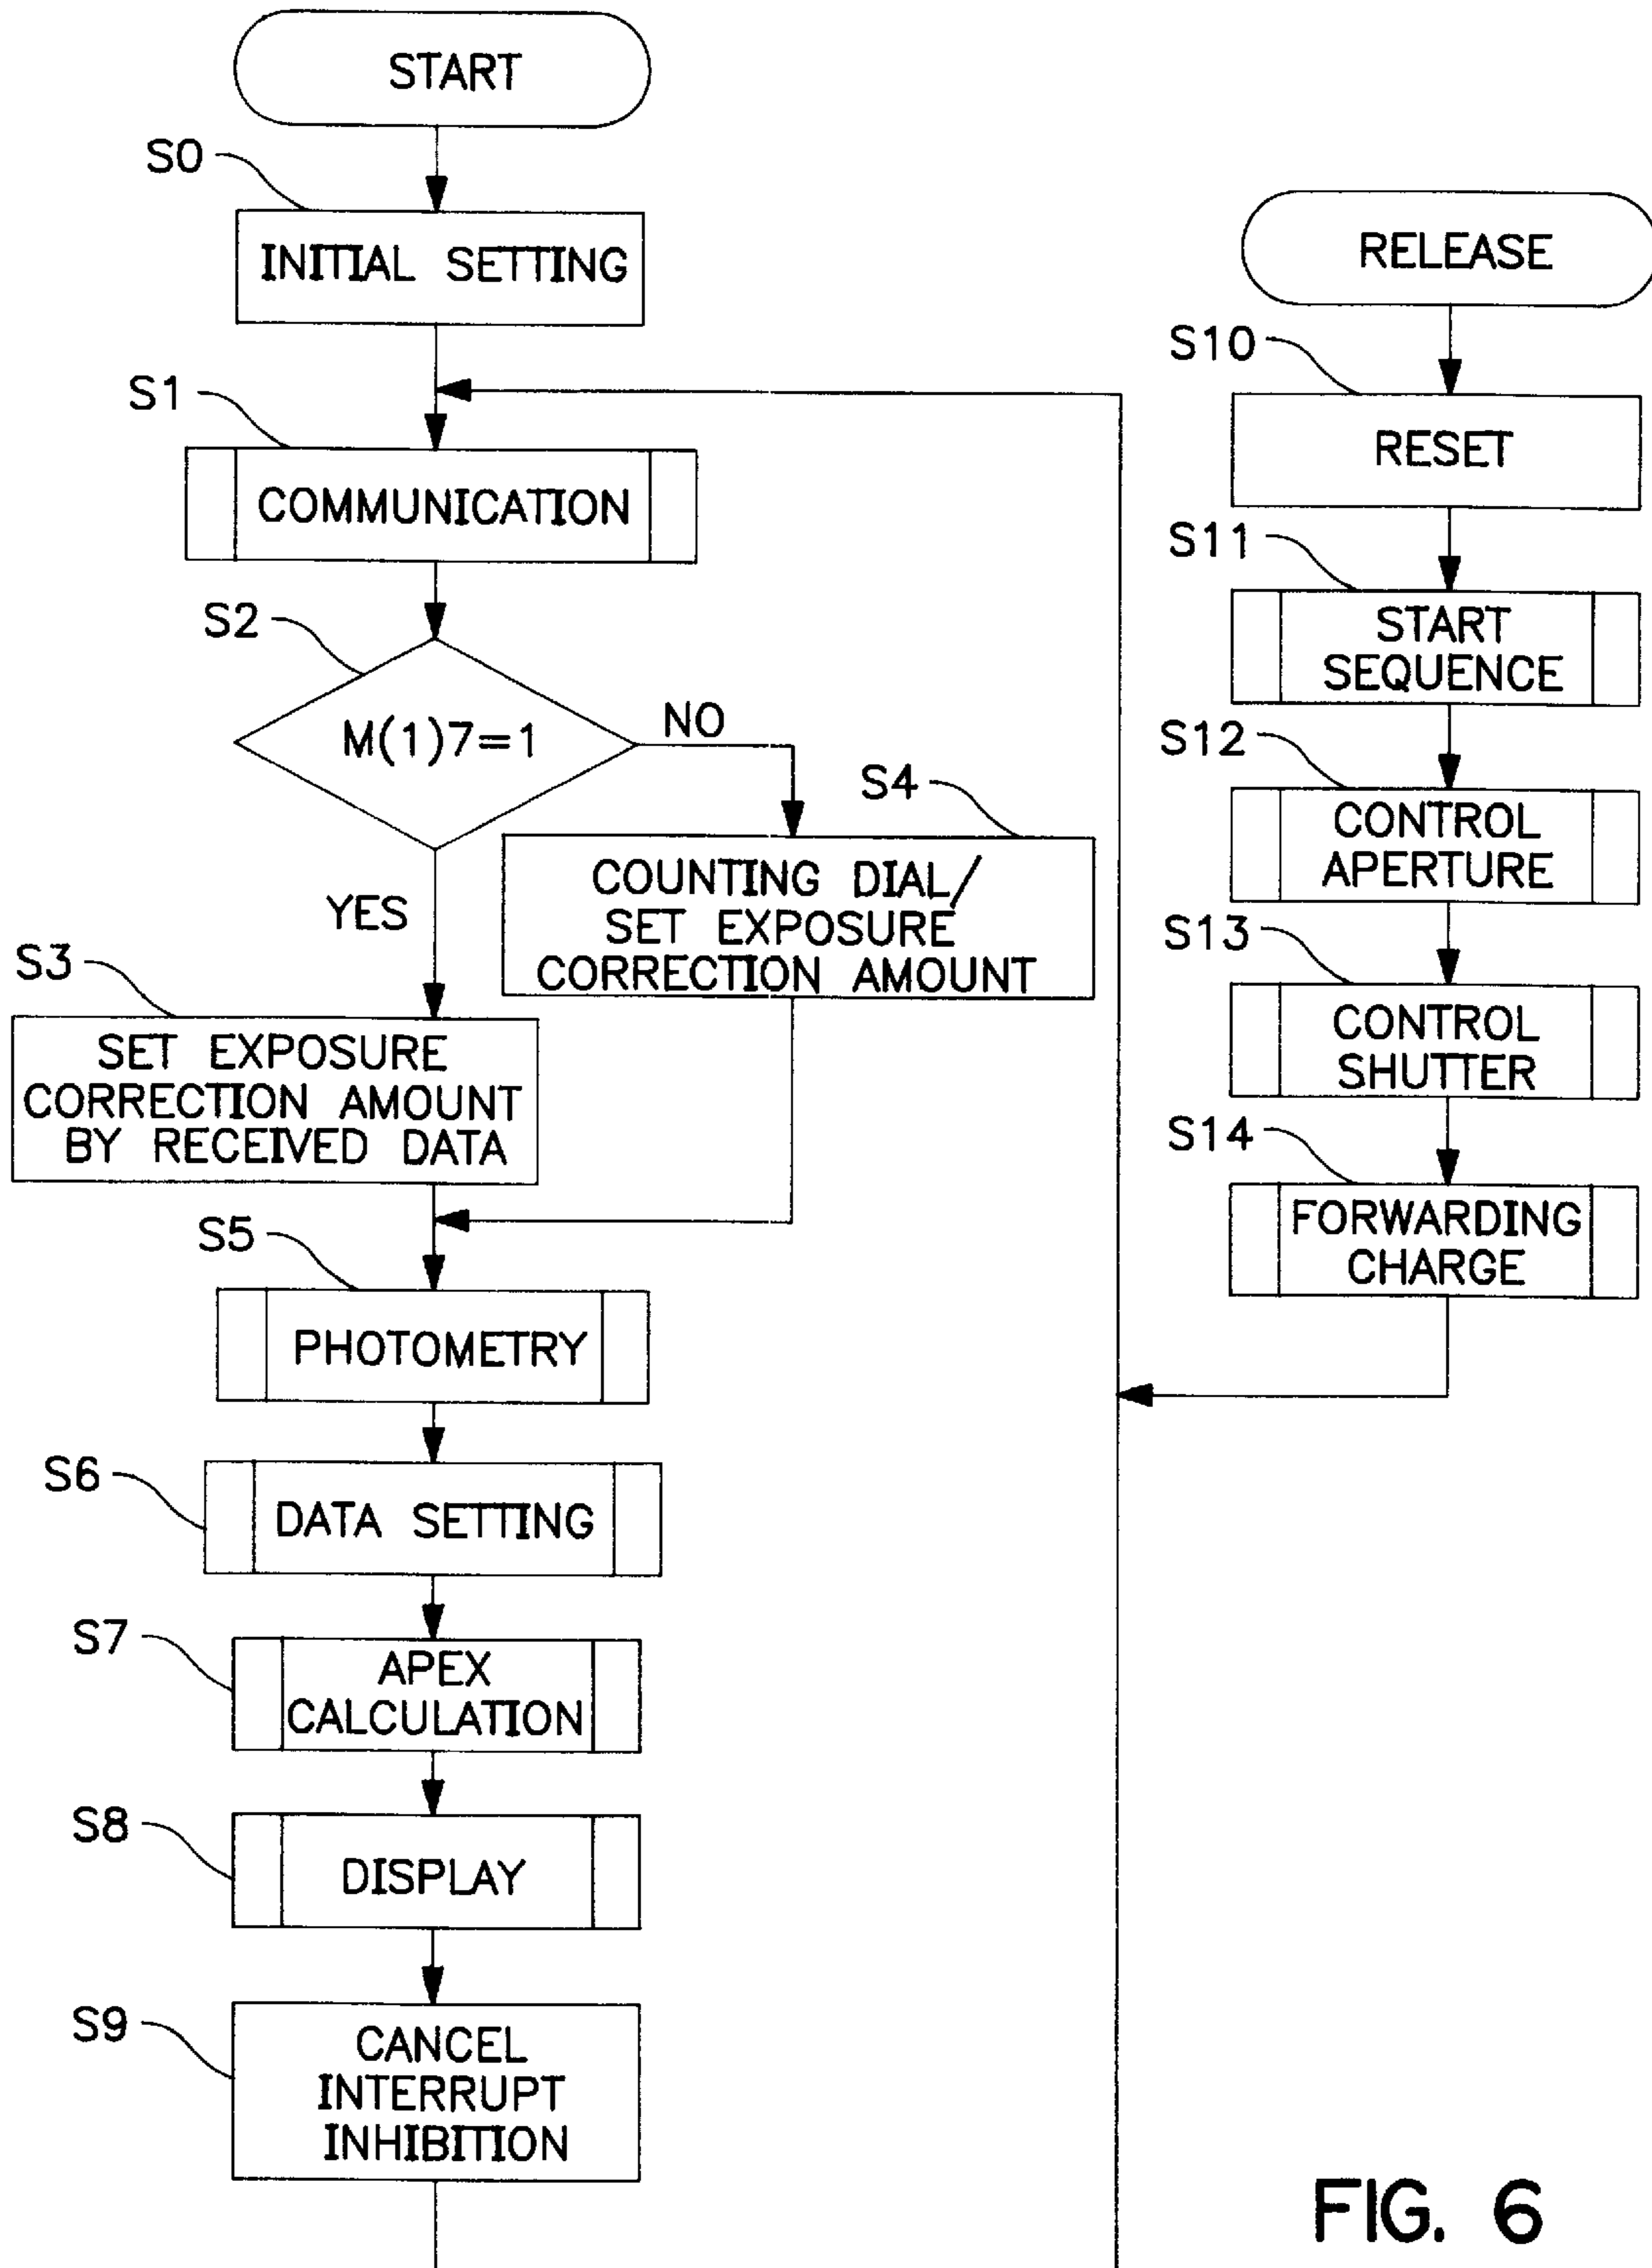 START
S0
INITIAL SETTING
S1
COMMUNICATION
S2
M(1)7=1
NO
YES
S4
COUNTING DIAL/
SET EXPOSURE
CORRECTION AMOUNT
S3
SET EXPOSURE
CORRECTION AMOUNT
BY RECEIVED DATA
S5
PHOTOMETRY
S6
DATA SETTING
S7
APEX
CALCULATION
S8
DISPLAY
S9
CANCEL
INTERRUPT
INHIBITION
RELEASE
S10
RESET
S11
START
SEQUENCE
S12
CONTROL
APERTURE
S13
CONTROL
SHUTTER
S14
FORWARDING
CHARGE
FIG. 6